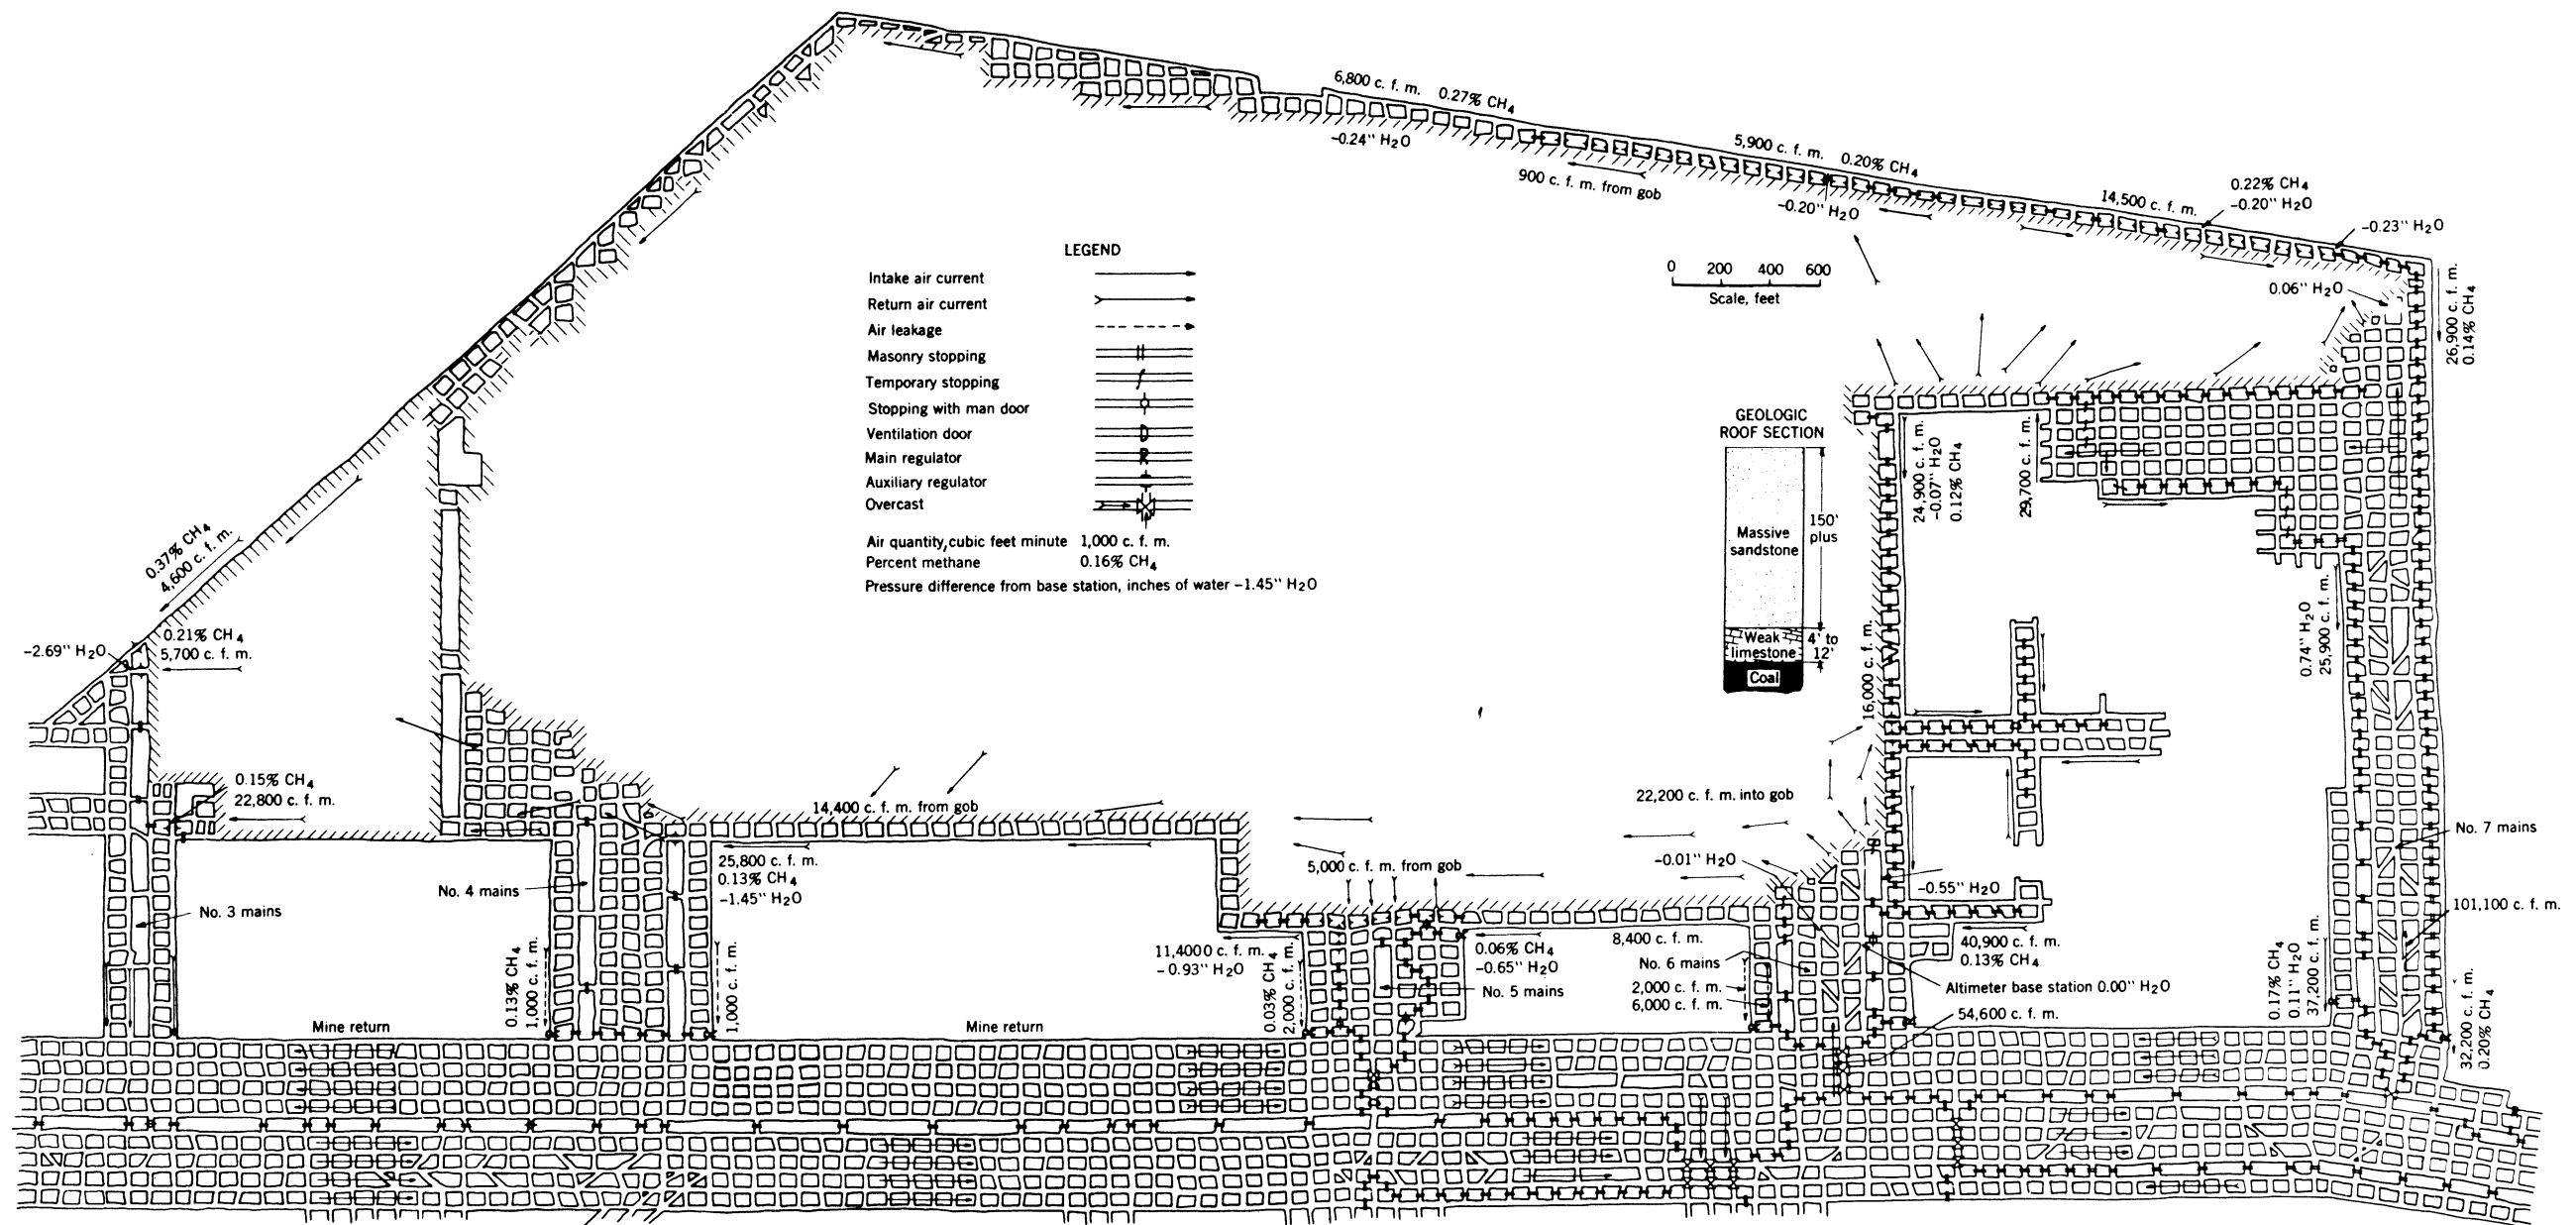 6,800 c. f. m. 0.27% CH4
-0.24" H2O
5,900 c. f. m. 0.20% CH4
900 c. f. m. from gob
-0.20" H2O
14,500 c. f. m.
0.22% CH4
-0.20" H2O
-0.23" H2O
0.06" H2O
26,900 c. f. m.
0.14% CH4
LEGEND
Intake air current
Return air current
Air leakage
Masonry stopping
Temporary stopping
Stopping with man door
Ventilation door
Main regulator
Auxiliary regulator
Overcast
Air quantity, cubic feet minute 1,000 c. f. m.
Percent methane 0.16% CH4
Pressure difference from base station, inches of water -1.45" H2O
0 200 400 600
Scale, feet
GEOLOGIC
ROOF SECTION
Massive
sandstone
150'
plus
Weak
limestone
4' to
12'
Coal
24,900 c. f. m.
-0.07" H2O
0.12% CH4
29,700 c. f. m.
0.74" H2O
25,900 c. f. m.
16,000 c. f. m.
0.37% CH4
4,600 c. f. m.
-2.69" H2O
0.21% CH4
5,700 c. f. m.
0.15% CH4
22,800 c. f. m.
14,400 c. f. m. from gob
22,200 c. f. m. into gob
No. 7 mains
25,800 c. f. m.
0.13% CH4
-1.45" H2O
No. 4 mains
No. 3 mains
5,000 c. f. m. from gob
-0.01" H2O
-0.55" H2O
101,100 c. f. m.
11,4000 c. f. m.
-0.93" H2O
0.06% CH4
-0.65" H2O
No. 5 mains
8,400 c. f. m.
No. 6 mains
2,000 c. f. m.
6,000 c. f. m.
40,900 c. f. m.
0.13% CH4
Altimeter base station 0.00" H2O
54,600 c. f. m.
0.13% CH4
1,000 c. f. m.
1,000 c. f. m.
0.03% CH4
2,000 c. f. m.
0.17% CH4
0.11" H2O
37,200 c. f. m.
32,200 c. f. m.
0.20% CH4
Mine return
Mine return